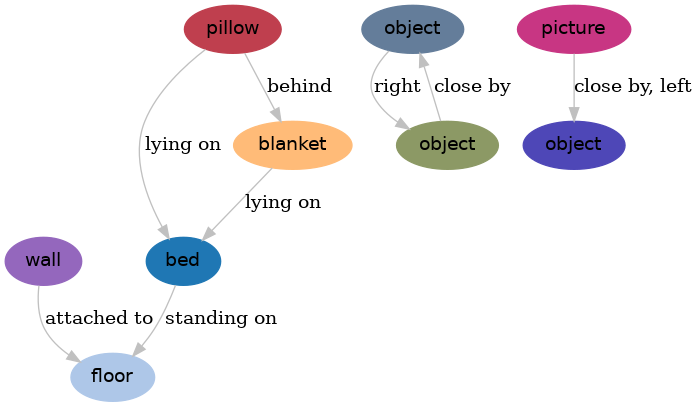 pillow
object
picture
behind
right
close by
close by, left
lying on
blanket
object
object
lying on
wall
bed
attached to
standing on
floor